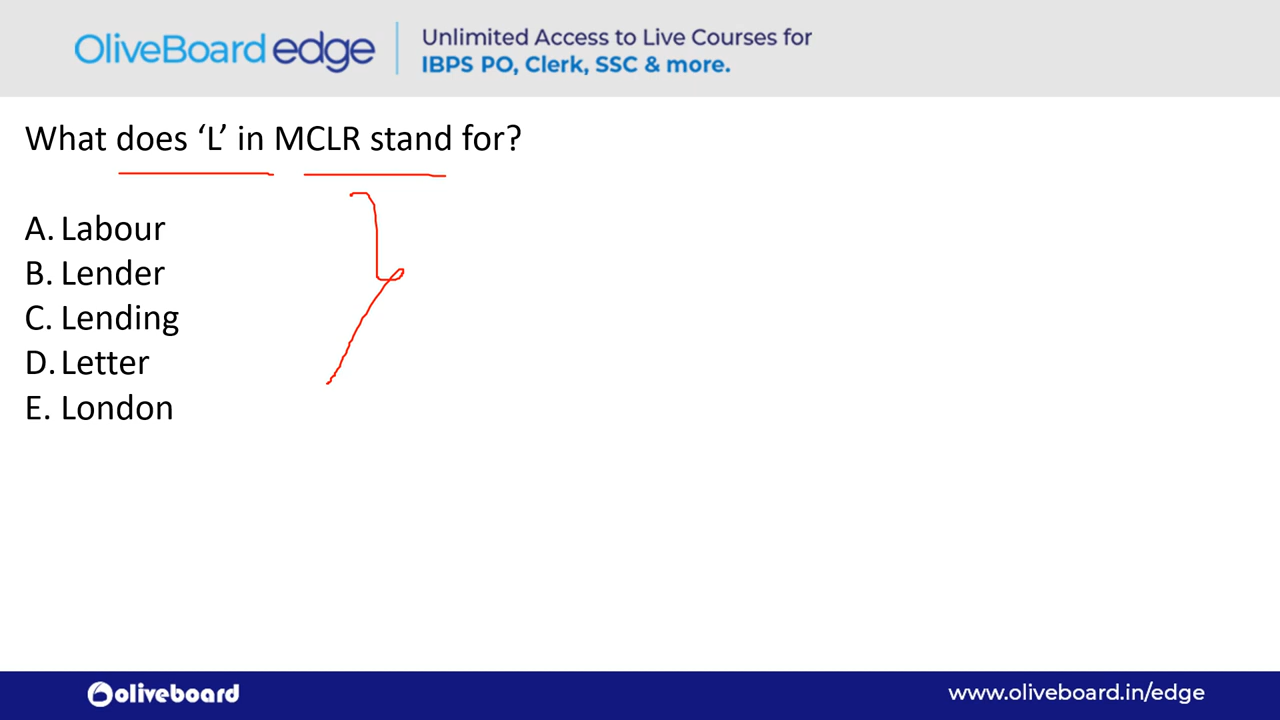 OliveBoard edge
Unlimited Access to Live Courses for
IBPS PO, Clerk, SSC & more.
What does ‘L’ in MCLR stand for?
A. Labour
B. Lender
C. Lending
D. Letter
E. London
oliveboard
www.oliveboard.in/edge